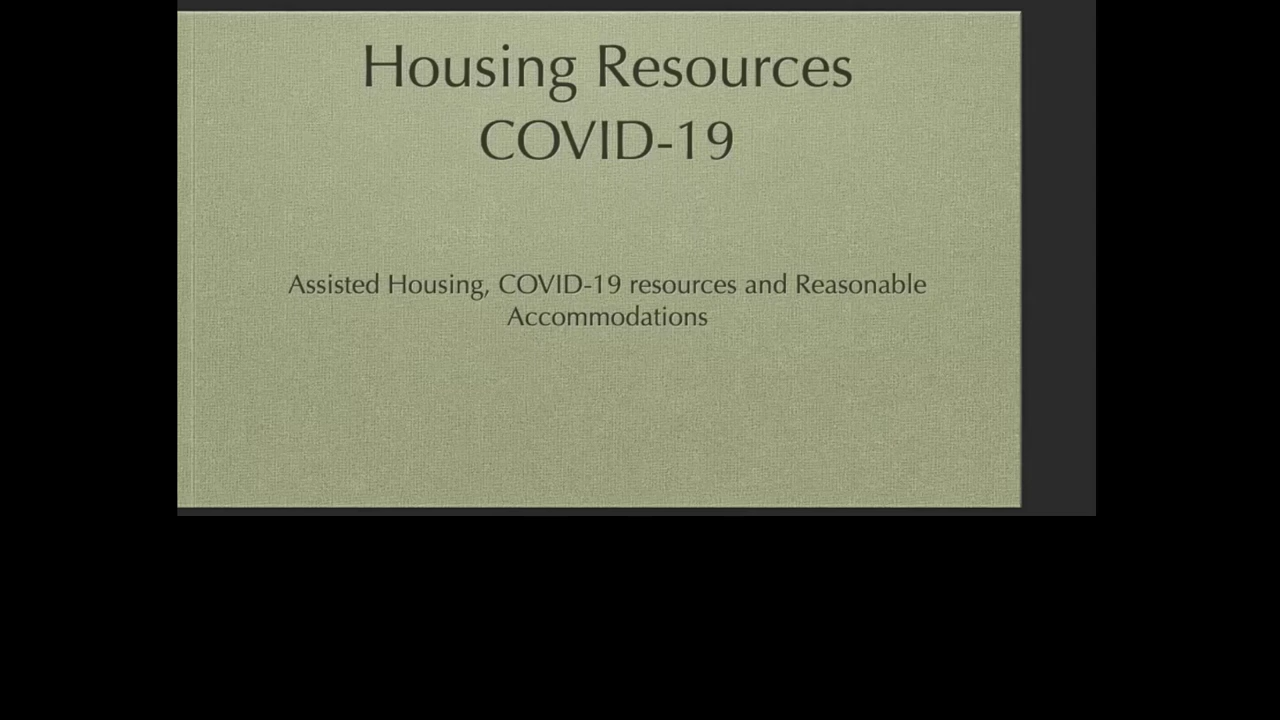 Housing Resources
COVID-19
Assisted Housing, COVID-19 resources and Reasonable
Accommodations